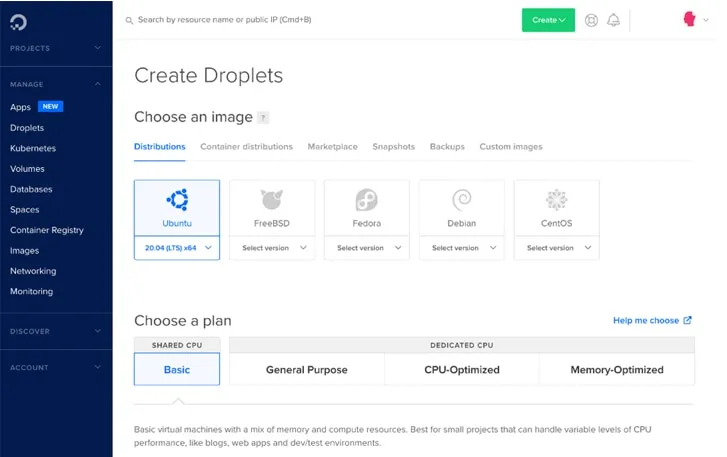 Search by resource name or public IP (Cmd+B)
Create
PROJECTS
MANAGE
Apps NEW
Droplets
Kubernetes
Volumes
Databases
Spaces
Container Registry
Images
Networking
Monitoring
DISCOVER
ACCOUNT
Create Droplets
Choose an image ?
Distributions Container distributions Marketplace Snapshots Backups Custom images
Ubuntu FreeBSD Fedora Debian CentOS
20.04 (LTS) x64 Select version Select version Select version Select version
Choose a plan Help me choose
SHARED CPU DEDICATED CPU
Basic General Purpose CPU-Optimized Memory-Optimized
Basic virtual machines with a mix of memory and compute resources. Best for small projects that can handle variable levels of CPU
performance, like blogs, web apps and dev/test environments.